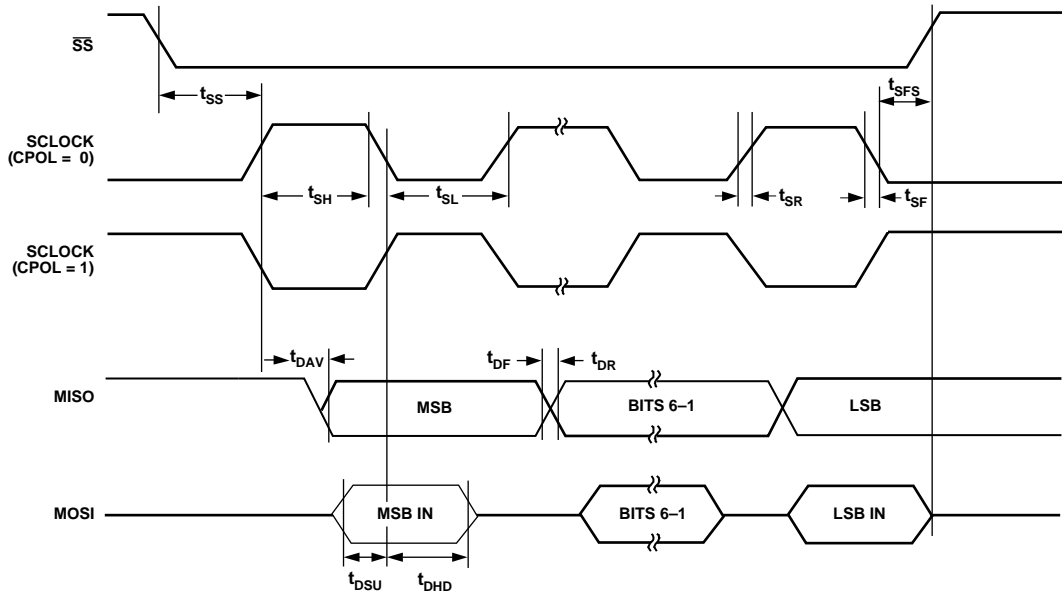 SS
tSS
tSFS
SCLOCK
(CPOL = 0)
tSH
tSL
tSR
tSF
SCLOCK
(CPOL = 1)
tDAV
tDF
tDR
MISO
MSB
BITS 6–1
LSB
MOSI
MSB IN
BITS 6–1
LSB IN
tDSU
tDHD